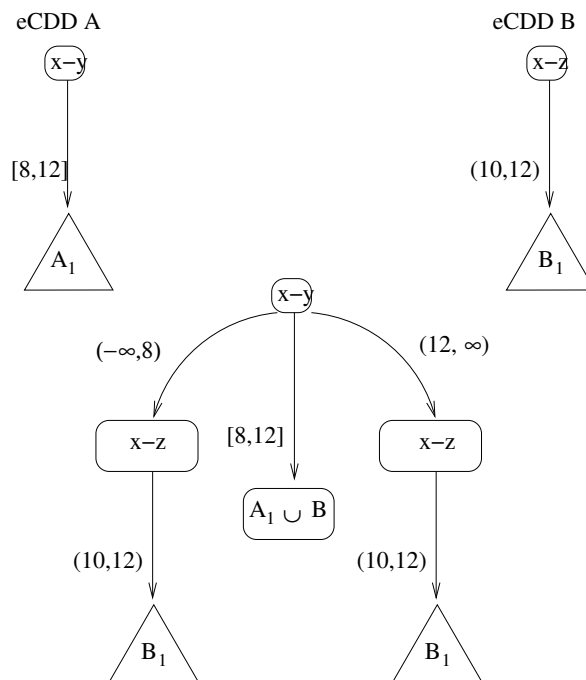 eCDD A
eCDD B
x−y
x−z
[8,12]
(10,12)
A1
B1
x−y
(−∞,8)
(12, ∞)
x−z
[8,12]
x−z
A1 ∪ B
(10,12)
(10,12)
B1
B1